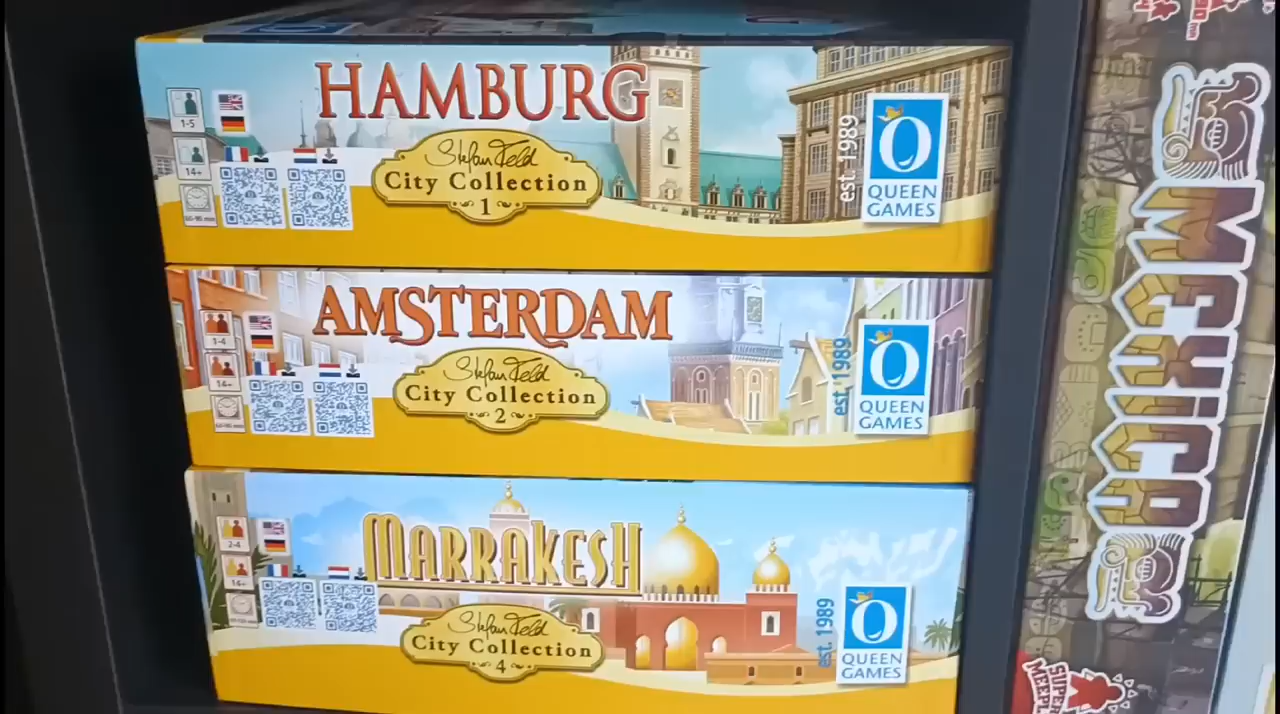 HAMBURG
Stefan Feld
City Collection
1
1-5
14+
est. 1989
QUEEN
GAMES
AMSTERDAM
Stefan Feld
City Collection
2
1-4
14+
est. 1989
QUEEN
GAMES
MARRAKESH
Stefan Feld
City Collection
4
2-4
14+
est. 1989
QUEEN
GAMES
MEXICA
SUPER
MEEPLE